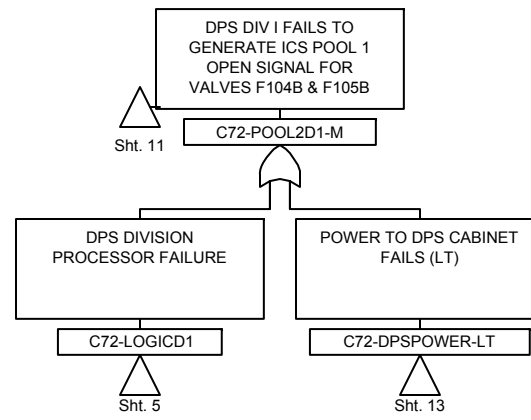 DPS DIV I FAILS TO
GENERATE ICS POOL 1
OPEN SIGNAL FOR
VALVES F104B & F105B
Sht. 11
C72-POOL2D1-M
DPS DIVISION
PROCESSOR FAILURE
POWER TO DPS CABINET
FAILS (LT)
C72-LOGICD1
C72-DPSPOWER-LT
Sht. 5
Sht. 13